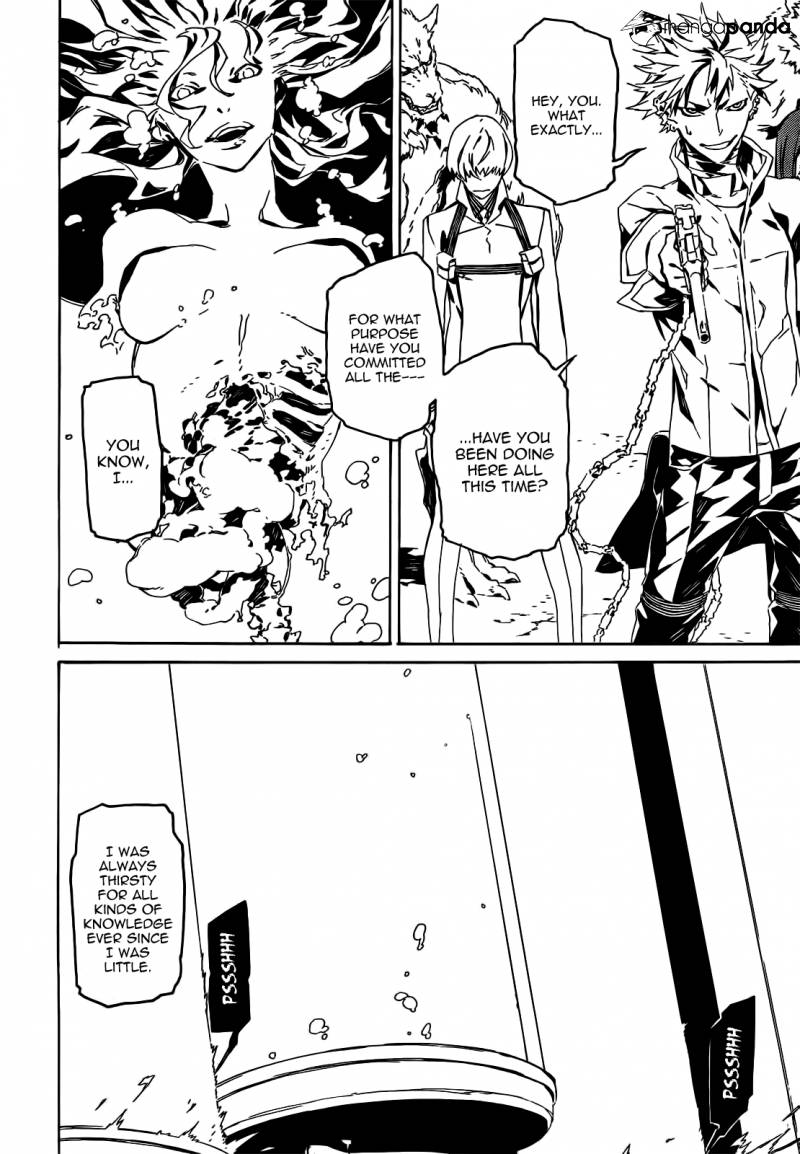 mangapanda
HEY, YOU.
WHAT
EXACTLY...
...HAVE YOU
BEEN DOING
HERE ALL
THIS TIME?
FOR WHAT
PURPOSE
HAVE YOU
COMMITTED
ALL THE---
YOU
KNOW,
I...
I WAS
ALWAYS
THIRSTY
FOR ALL
KINDS OF
KNOWLEDGE
EVER SINCE
I WAS
LITTLE.
PSSSHHH
PSSSHHH